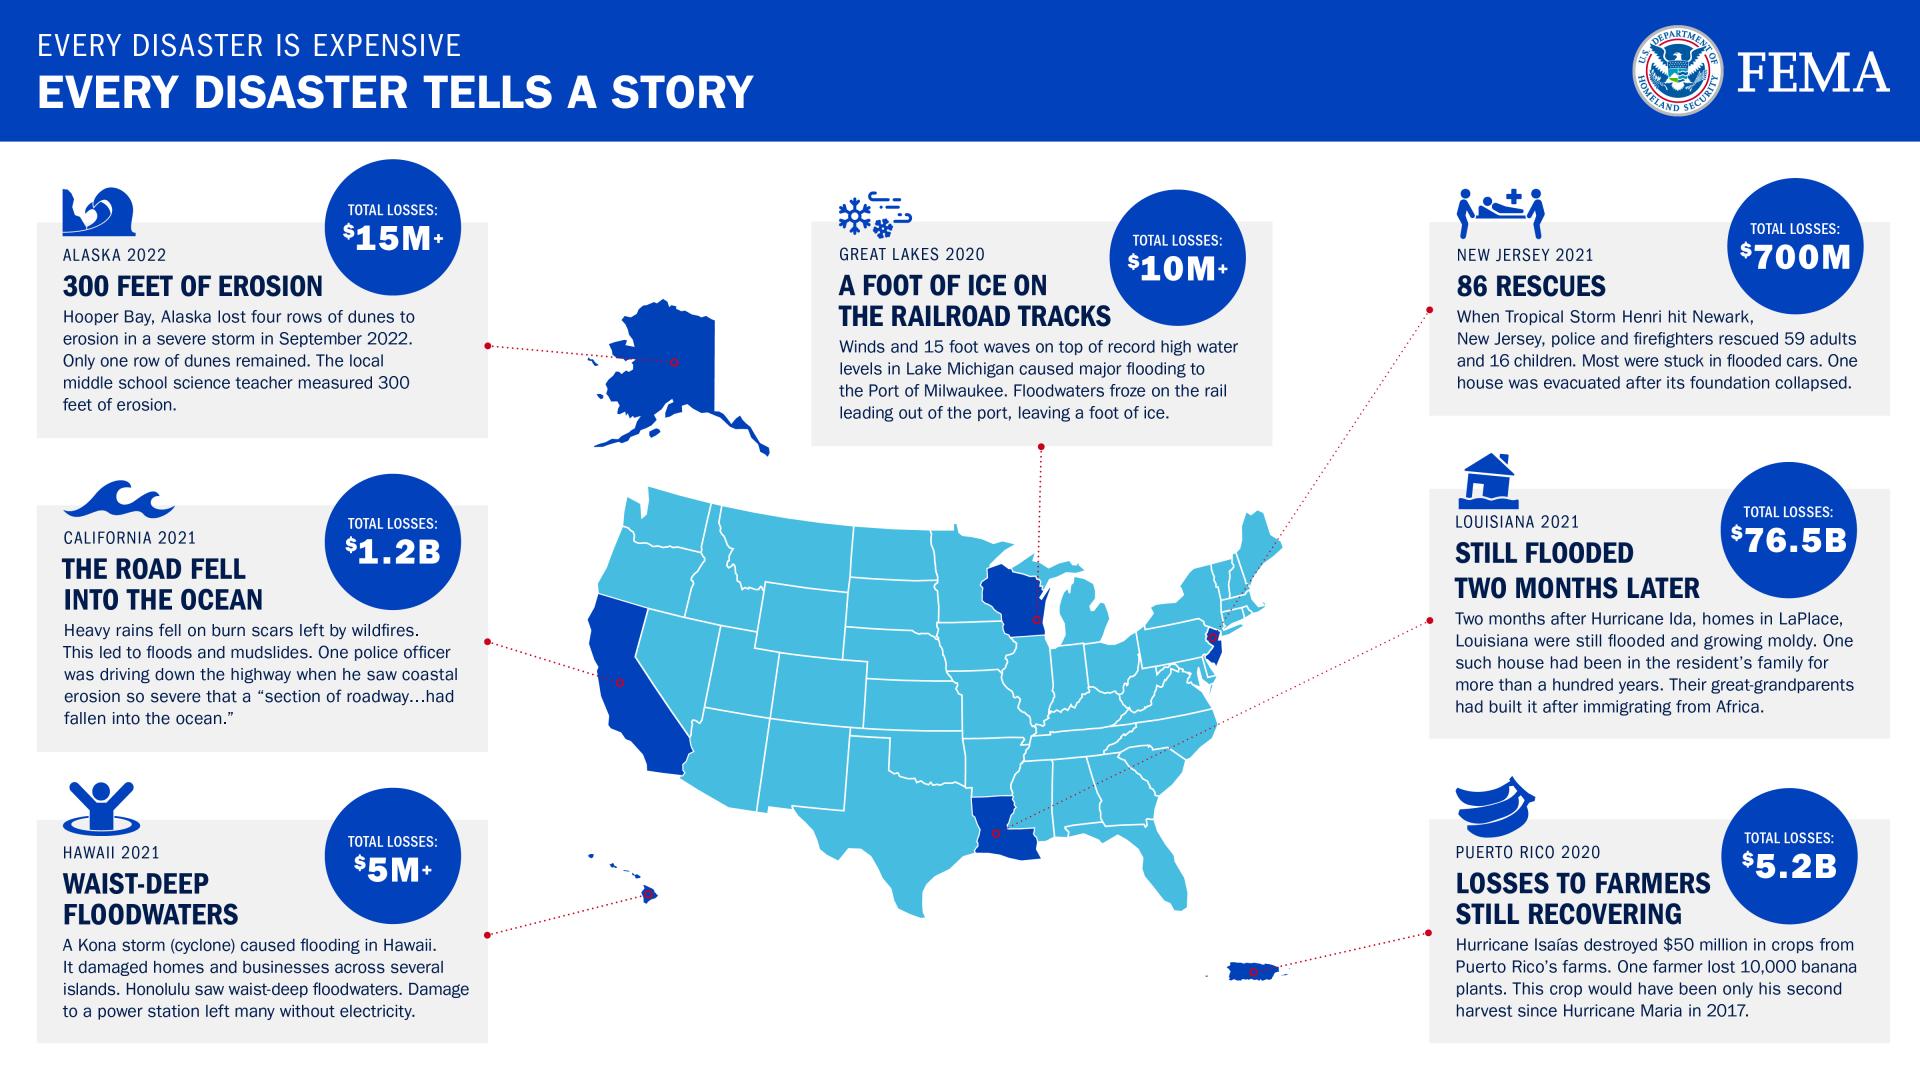 EVERY DISASTER IS EXPENSIVE
EVERY DISASTER TELLS A STORY
U.S. DEPARTMENT OF
HOMELAND SECURITY
FEMA
TOTAL LOSSES:
$15M+
ALASKA 2022
300 FEET OF EROSION
Hooper Bay, Alaska lost four rows of dunes to
erosion in a severe storm in September 2022.
Only one row of dunes remained. The local
middle school science teacher measured 300
feet of erosion.
TOTAL LOSSES:
$1.2B
CALIFORNIA 2021
THE ROAD FELL
INTO THE OCEAN
Heavy rains fell on burn scars left by wildfires.
This led to floods and mudslides. One police officer
was driving down the highway when he saw coastal
erosion so severe that a “section of roadway…had
fallen into the ocean.”
TOTAL LOSSES:
$5M+
HAWAII 2021
WAIST-DEEP
FLOODWATERS
A Kona storm (cyclone) caused flooding in Hawaii.
It damaged homes and businesses across several
islands. Honolulu saw waist-deep floodwaters. Damage
to a power station left many without electricity.
TOTAL LOSSES:
$10M+
GREAT LAKES 2020
A FOOT OF ICE ON
THE RAILROAD TRACKS
Winds and 15 foot waves on top of record high water
levels in Lake Michigan caused major flooding to
the Port of Milwaukee. Floodwaters froze on the rail
leading out of the port, leaving a foot of ice.
TOTAL LOSSES:
$700M
NEW JERSEY 2021
86 RESCUES
When Tropical Storm Henri hit Newark,
New Jersey, police and firefighters rescued 59 adults
and 16 children. Most were stuck in flooded cars. One
house was evacuated after its foundation collapsed.
TOTAL LOSSES:
$76.5B
LOUISIANA 2021
STILL FLOODED
TWO MONTHS LATER
Two months after Hurricane Ida, homes in LaPlace,
Louisiana were still flooded and growing moldy. One
such house had been in the resident’s family for
more than a hundred years. Their great-grandparents
had built it after immigrating from Africa.
TOTAL LOSSES:
$5.2B
PUERTO RICO 2020
LOSSES TO FARMERS
STILL RECOVERING
Hurricane Isaías destroyed $50 million in crops from
Puerto Rico’s farms. One farmer lost 10,000 banana
plants. This crop would have been only his second
harvest since Hurricane Maria in 2017.